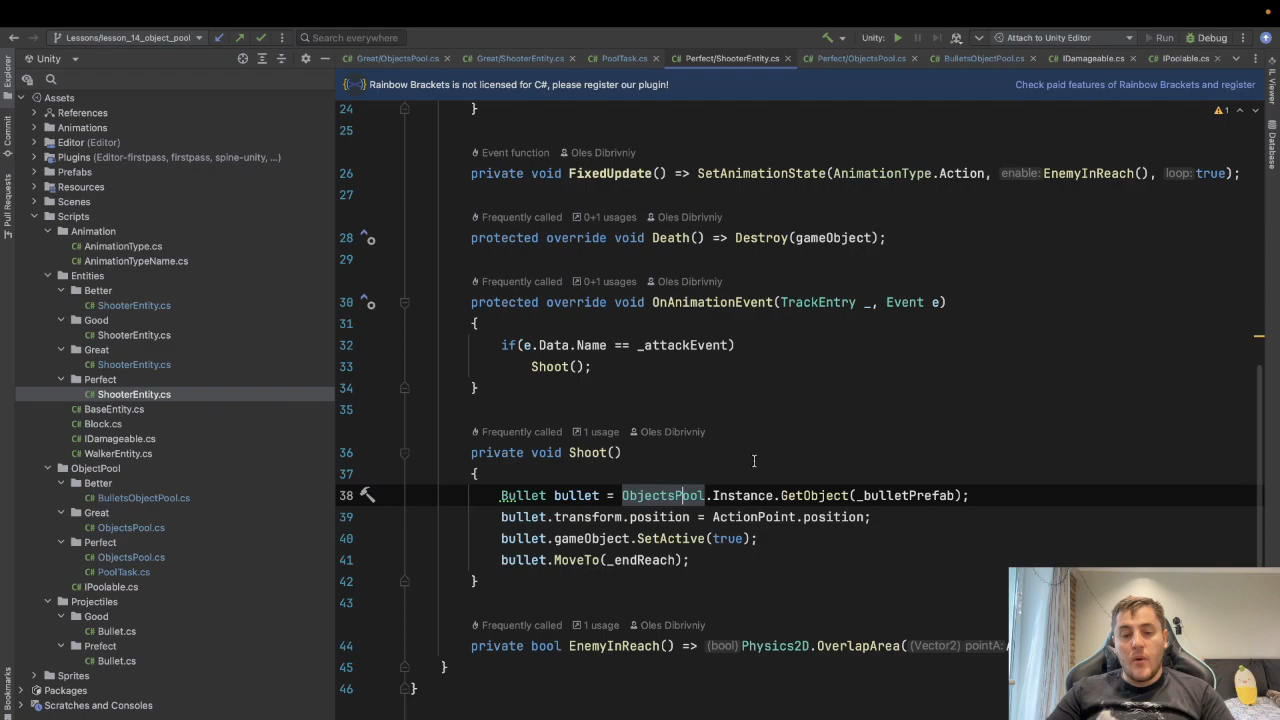 Lessons/lesson_14_object_pool
Search everywhere
Unity:
Attach to Unity Editor
Run
Debug
Unity
Great/ObjectsPool.cs
Great/ShooterEntity.cs
PoolTask.cs
Perfect/ShooterEntity.cs
Perfect/ObjectsPool.cs
BulletsObjectPool.cs
IDamageable.cs
IPoolable.cs
Rainbow Brackets is not licensed for C#, please register our plugin!
Check paid features of Rainbow Brackets and register
Explorer
Commit
Pull Requests
Bookmarks
IL Viewer
Database
Assets
References
Animations
Editor (Editor)
Plugins (Editor-firstpass, firstpass, spine-unity, ...)
Prefabs
Resources
Scenes
Scripts
Animation
C# AnimationType.cs
C# AnimationTypeName.cs
Entities
Better
C# ShooterEntity.cs
Good
C# ShooterEntity.cs
Great
C# ShooterEntity.cs
Perfect
C# ShooterEntity.cs
C# BaseEntity.cs
C# Block.cs
C# IDamageable.cs
C# WalkerEntity.cs
ObjectPool
Better
C# BulletsObjectPool.cs
Great
C# ObjectsPool.cs
Perfect
C# ObjectsPool.cs
C# PoolTask.cs
C# IPoolable.cs
Projectiles
Good
C# Bullet.cs
Prefect
C# Bullet.cs
Sprites
Packages
Scratches and Consoles
24 }
1
25
Event function Oles Dibrivniy
26 private void FixedUpdate() => SetAnimationState(AnimationType.Action, enable: EnemyInReach(), loop: true);
27
Frequently called 0+1 usages Oles Dibrivniy
28 protected override void Death() => Destroy(gameObject);
29
Frequently called 0+1 usages Oles Dibrivniy
30 protected override void OnAnimationEvent(TrackEntry _, Event e)
31 {
32 if(e.Data.Name == _attackEvent)
33 Shoot();
34 }
35
Frequently called 1 usage Oles Dibrivniy
36 private void Shoot()
37 {
38 Bullet bullet = ObjectsPool.Instance.GetObject(_bulletPrefab);
39 bullet.transform.position = ActionPoint.position;
40 bullet.gameObject.SetActive(true);
41 bullet.MoveTo(_endReach);
42 }
43
Frequently called 1 usage Oles Dibrivniy
44 private bool EnemyInReach() => (bool) Physics2D.OverlapArea( (Vector2) pointA:
45 }
46 }